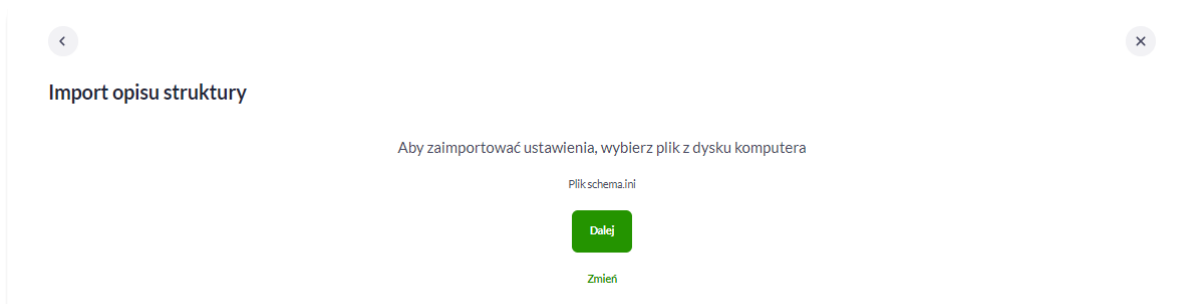 Import opisu struktury
Aby zaimportować ustawienia, wybierz plik z dysku komputera
Plik schema.ini
Dalej
Zmień